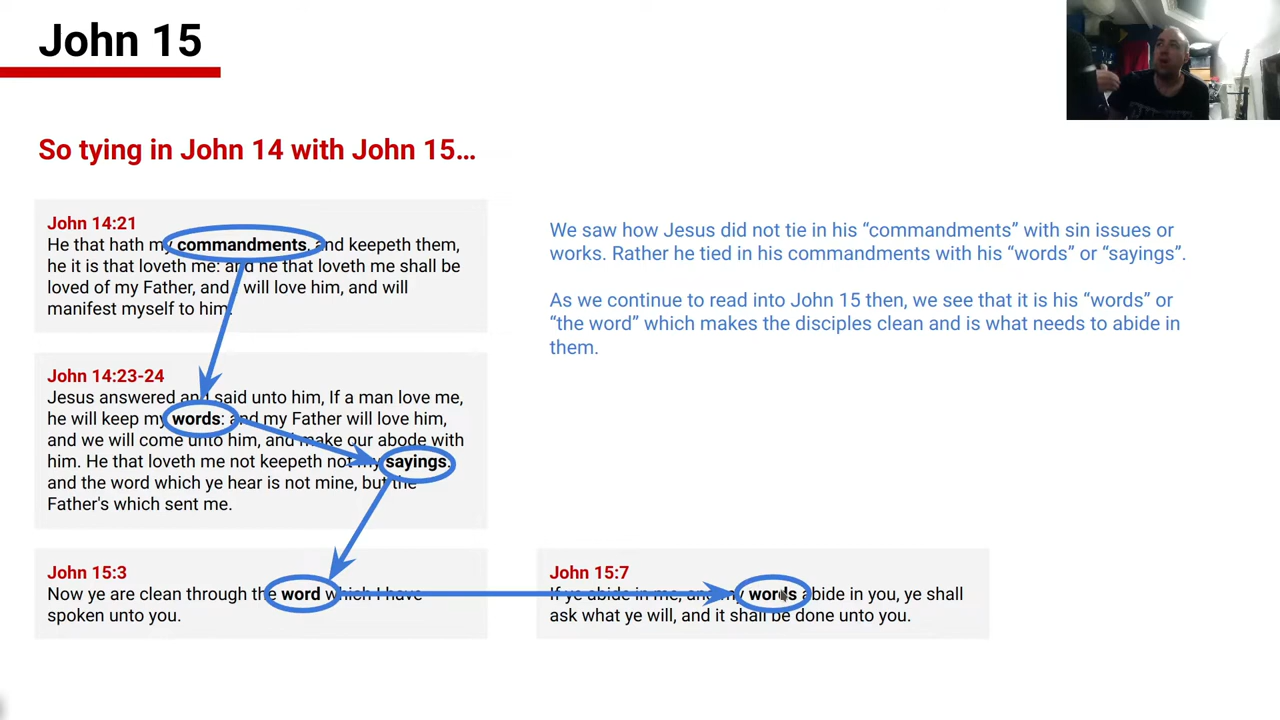 John 15
So tying in John 14 with John 15...
John 14:21
He that hath my commandments, and keepeth them,
he it is that loveth me: and he that loveth me shall be
loved of my Father, and I will love him, and will
manifest myself to him.
We saw how Jesus did not tie in his “commandments” with sin issues or
works. Rather he tied in his commandments with his “words” or “sayings”.
As we continue to read into John 15 then, we see that it is his “words” or
“the word” which makes the disciples clean and is what needs to abide in
them.
John 14:23-24
Jesus answered and said unto him, If a man love me,
he will keep my words: and my Father will love him,
and we will come unto him, and make our abode with
him. He that loveth me not keepeth not my sayings:
and the word which ye hear is not mine, but the
Father's which sent me.
John 15:3
Now ye are clean through the word which I have
spoken unto you.
John 15:7
If ye abide in me, and my words abide in you, ye shall
ask what ye will, and it shall be done unto you.